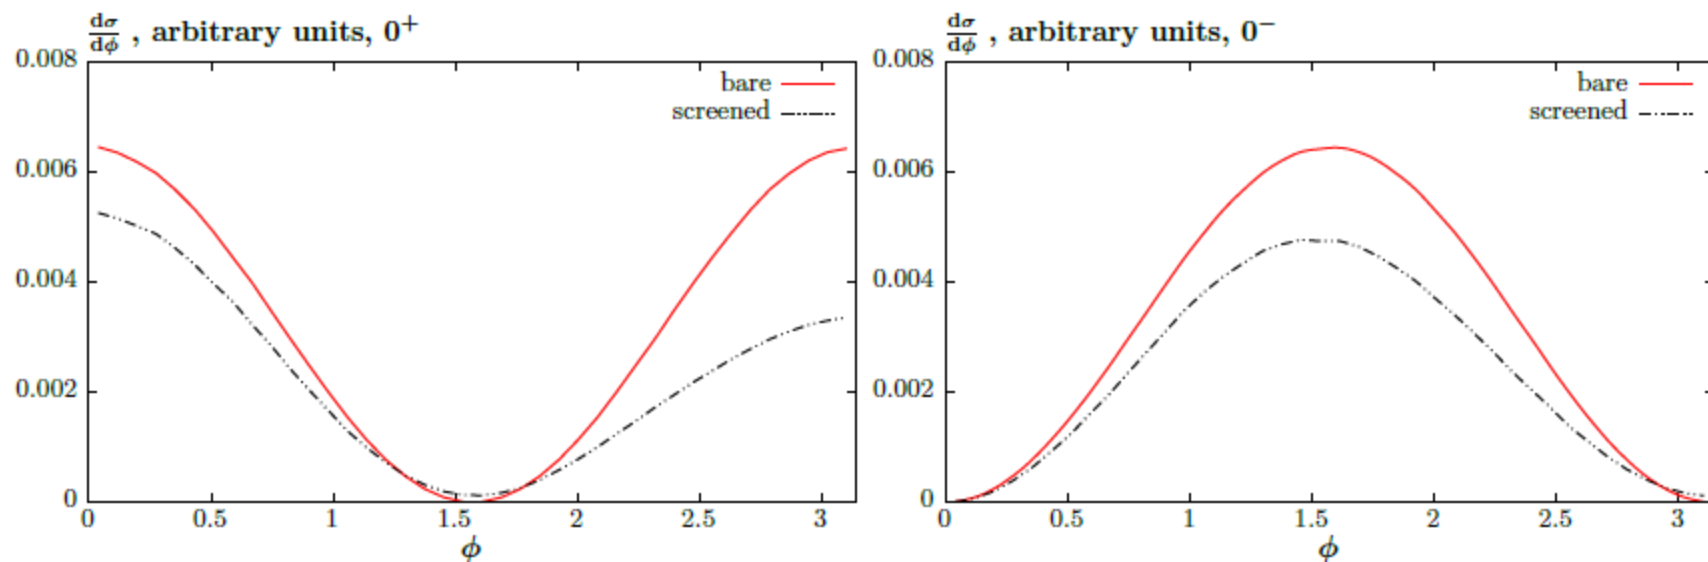 dσ/dϕ , arbitrary units, 0⁺
0.008
0.006
0.004
0.002
0
bare
screened
0 0.5 1 1.5 2 2.5 3
ϕ
dσ/dϕ , arbitrary units, 0⁻
0.008
0.006
0.004
0.002
0
bare
screened
0 0.5 1 1.5 2 2.5 3
ϕ